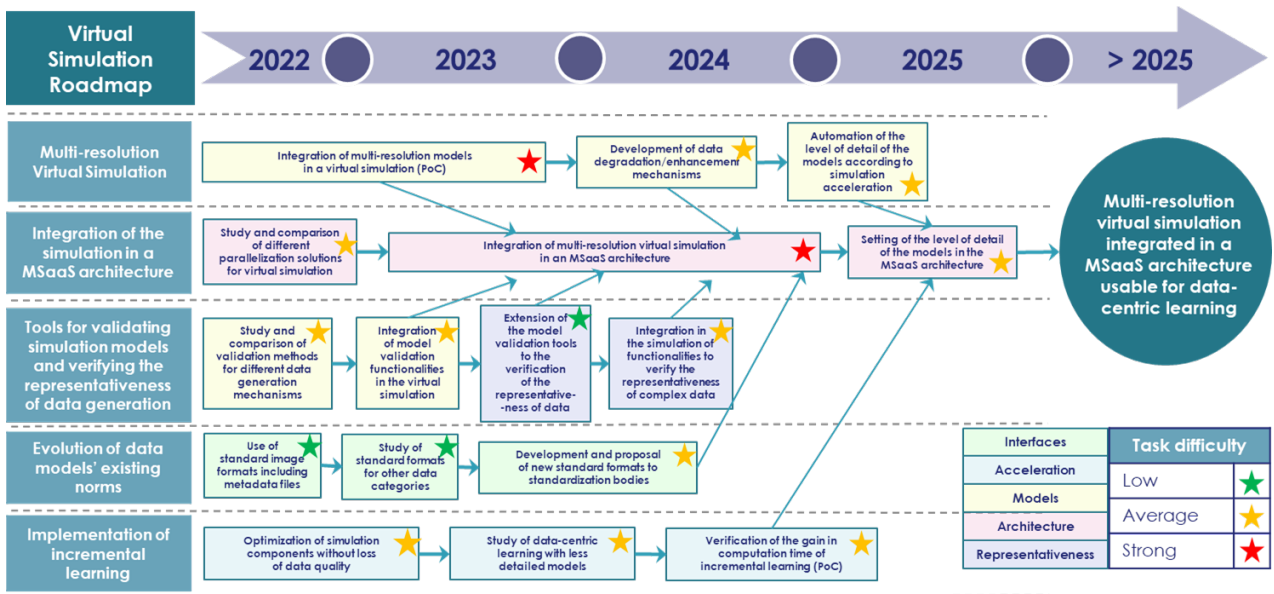 Virtual
Simulation
Roadmap
2022
2023
2024
2025
> 2025
Multi-resolution
Virtual Simulation
Integration of multi-resolution models
in a virtual simulation (PoC)
Development of data
degradation/enhancement
mechanisms
Automation of the
level of detail of the
models according to
simulation
acceleration
Integration of the
simulation in a
MSaaS architecture
Study and comparison
of different
parallelization solutions
for virtual simulation
Integration of multi-resolution virtual simulation
in an MSaaS architecture
Setting of the level of detail
of the models in the
MSaaS architecture
Multi-resolution
virtual simulation
integrated in a
MSaaS architecture
usable for data-
centric learning
Tools for validating
simulation models
and verifying the
representativeness
of data generation
Study and
comparison of
validation methods
for different data
generation
mechanisms
Integration
of model
validation
functionalities
in the virtual
simulation
Extension of
the model
validation tools
to the
verification
of the
representative-
-ness of data
Integration in
the simulation of
functionalities to
verify the
representativeness
of complex data
Evolution of data
models' existing
norms
Use of
standard image
formats including
metadata files
Study of
standard formats
for other data
categories
Development and proposal
of new standard formats to
standardization bodies
Implementation of
incremental
learning
Optimization of simulation
components without loss
of data quality
Study of data-centric
learning with less
detailed models
Verification of the gain in
computation time of
incremental learning (PoC)
Interfaces
Acceleration
Models
Architecture
Representativeness
Task difficulty
Low
Average
Strong